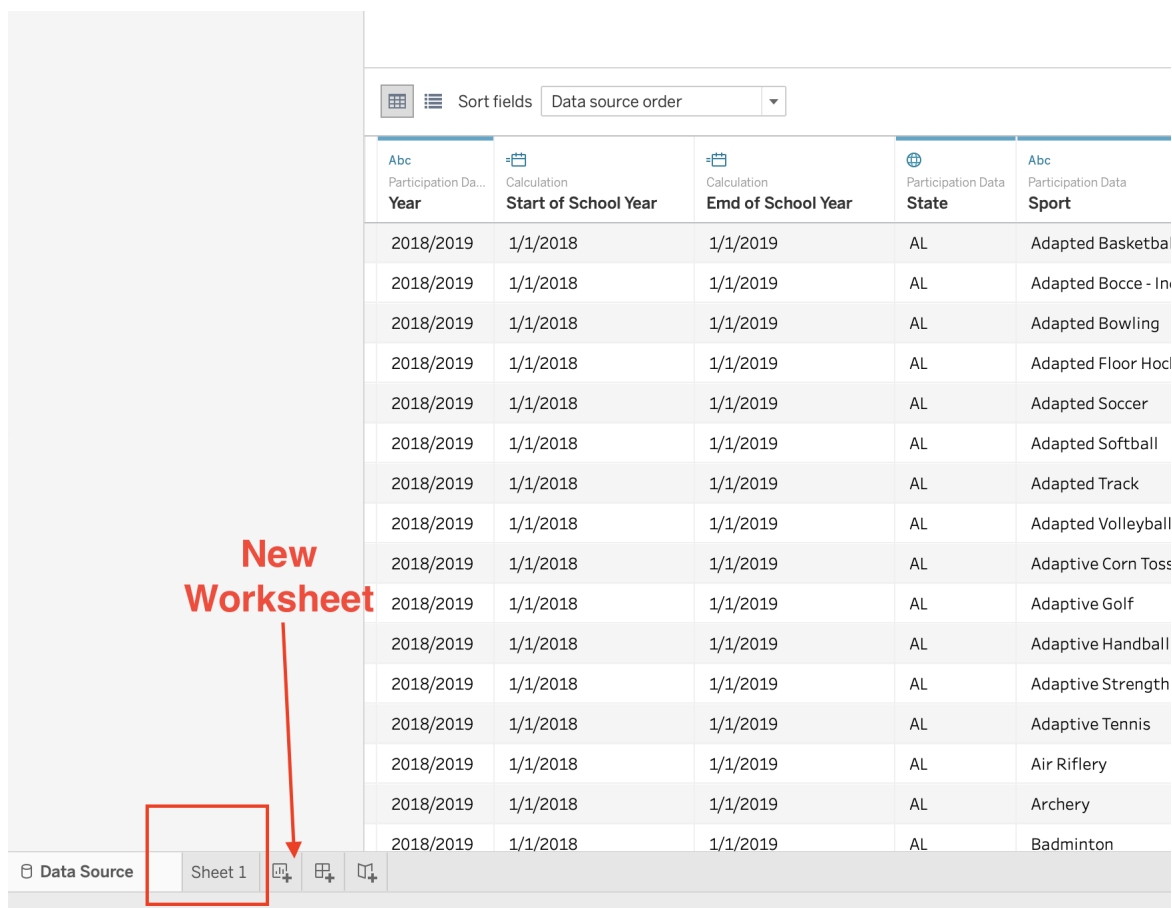 Sort fields Data source order
Abc Abc
Participation Da... Calculation Calculation Participation Data Participation Data
Year Start of School Year Emd of School Year State Sport
2018/2019 1/1/2018 1/1/2019 AL Adapted Basketbal
2018/2019 1/1/2018 1/1/2019 AL Adapted Bocce - In
2018/2019 1/1/2018 1/1/2019 AL Adapted Bowling
2018/2019 1/1/2018 1/1/2019 AL Adapted Floor Hoc
2018/2019 1/1/2018 1/1/2019 AL Adapted Soccer
2018/2019 1/1/2018 1/1/2019 AL Adapted Softball
2018/2019 1/1/2018 1/1/2019 AL Adapted Track
2018/2019 1/1/2018 1/1/2019 AL Adapted Volleyball
New
2018/2019 1/1/2018 1/1/2019 AL Adaptive Corn Toss
Worksheet
2018/2019 1/1/2018 1/1/2019 AL Adaptive Golf
2018/2019 1/1/2018 1/1/2019 AL Adaptive Handball
2018/2019 1/1/2018 1/1/2019 AL Adaptive Strength
2018/2019 1/1/2018 1/1/2019 AL Adaptive Tennis
2018/2019 1/1/2018 1/1/2019 AL Air Riflery
2018/2019 1/1/2018 1/1/2019 AL Archery
2018/2019 1/1/2018 1/1/2019 AL Badminton
Data Source Sheet 1